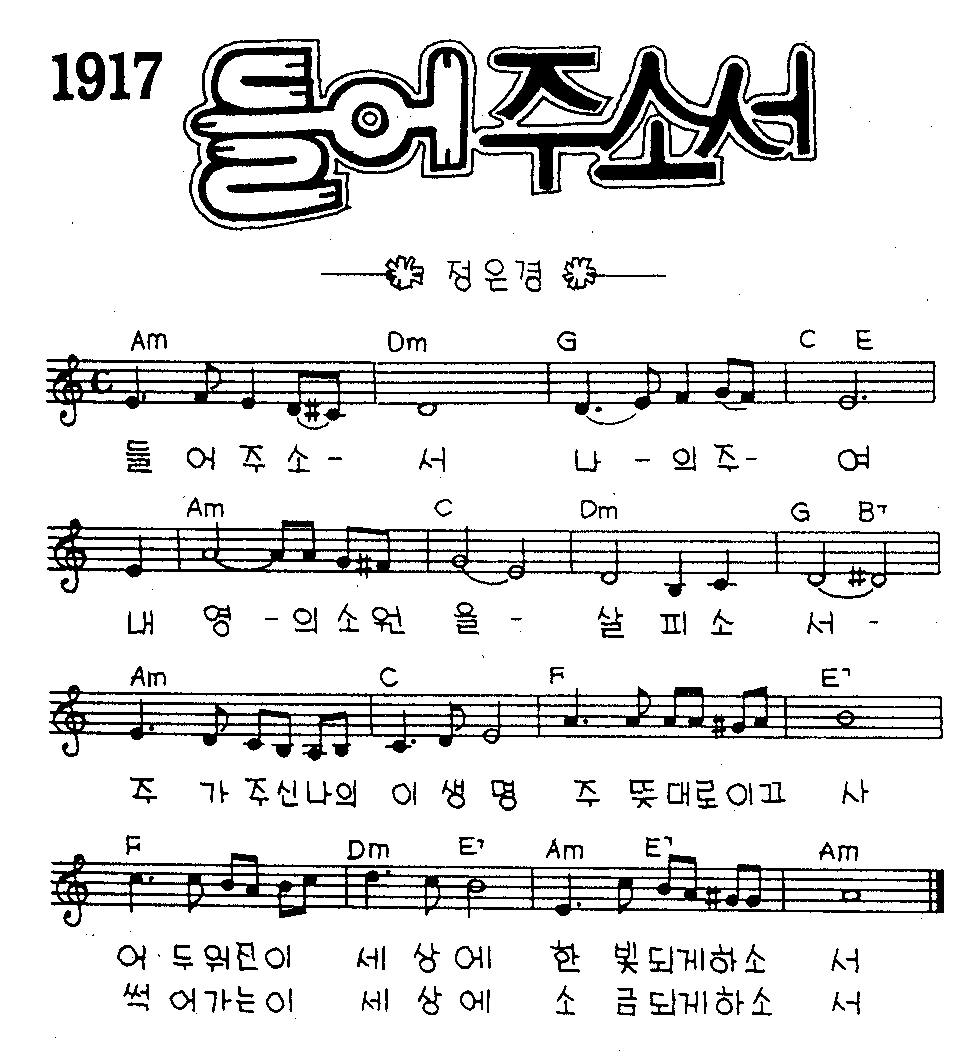 1917 들어주소서
정은경
Am Dm G C E
들 어 주 소 - 서 나 - 의 주 - 여
Am C Dm G B7
내 영 - 의 소 원 을 - 살 피 소 서 -
Am C F E7
주 가 주신나의 이 생 명 주 뜻대로이끄 사
F Dm E7 Am E7 Am
어 두워진이 세 상 에 한 빛되게하소 서
썩 어가는이 세 상 에 소 금되게하소 서